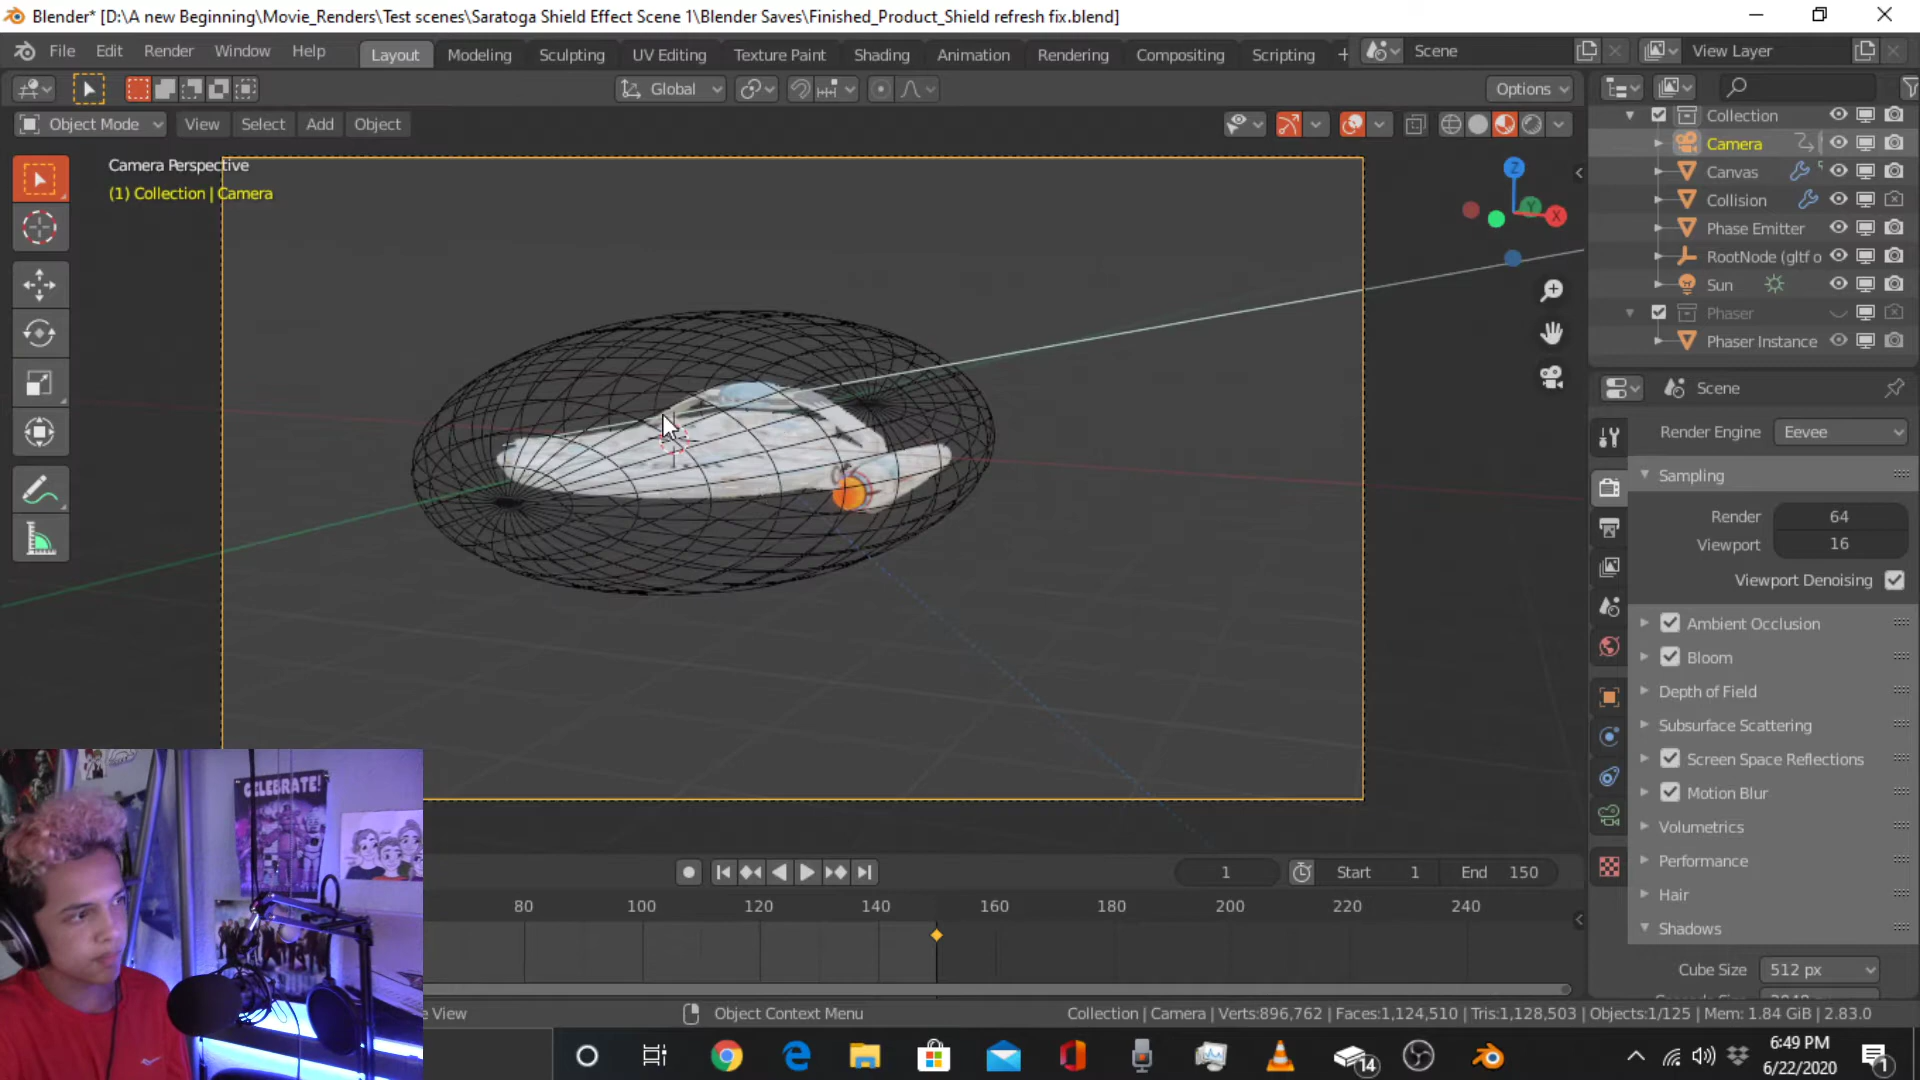 Blender* [D:\A new Beginning\Movie_Renders\Test scenes\Saratoga Shield Effect Scene 1\Blender Saves\Finished_Product_Shield refresh fix.blend]
File Edit Render Window Help Layout Modeling Sculpting UV Editing Texture Paint Shading Animation Rendering Compositing Scripting + Scene View Layer
Global Options
Object Mode View Select Add Object
Camera Perspective
(1) Collection | Camera
Z
Y
X
Collection
Camera
Canvas
Collision
Phase Emitter
RootNode (gltf o
Sun
Phaser
Phaser Instance
Scene
Render Engine Eevee
Sampling
Render 64
Viewport 16
Viewport Denoising
Ambient Occlusion
Bloom
Depth of Field
Subsurface Scattering
Screen Space Reflections
Motion Blur
Volumetrics
Performance
Hair
Shadows
Cube Size 512 px
CELEBRATE!
1 Start 1 End 150
80 100 120 140 160 180 200 220 240
e View Object Context Menu Collection | Camera | Verts:896,762 | Faces:1,124,510 | Tris:1,128,503 | Objects:1/125 | Mem: 1.84 GiB | 2.83.0
14
6:49 PM
6/22/2020
1